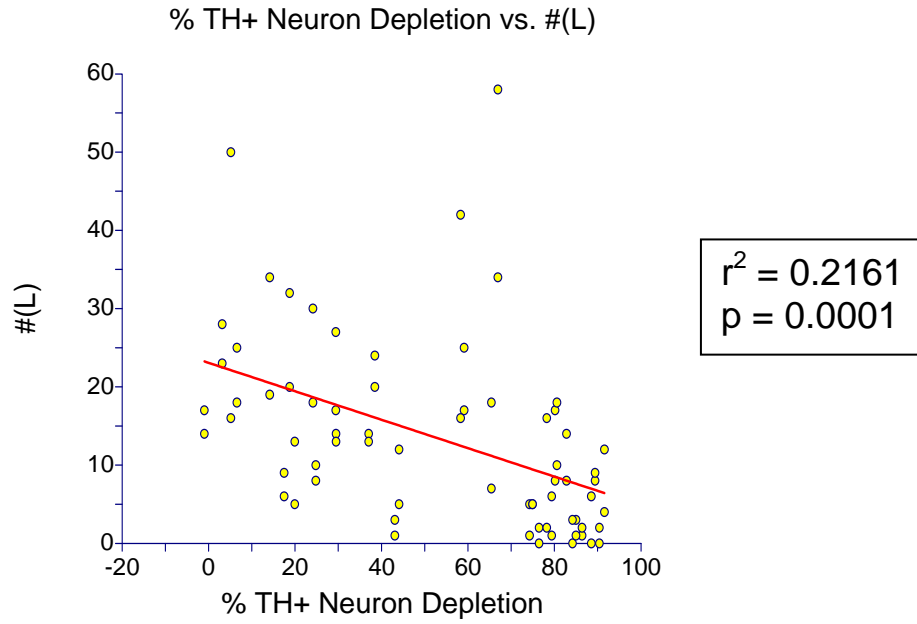 % TH+ Neuron Depletion vs. #(L)
60
50
40
30
20
10
0
#(L)
-20 0 20 40 60 80 100
% TH+ Neuron Depletion
r² = 0.2161
p = 0.0001